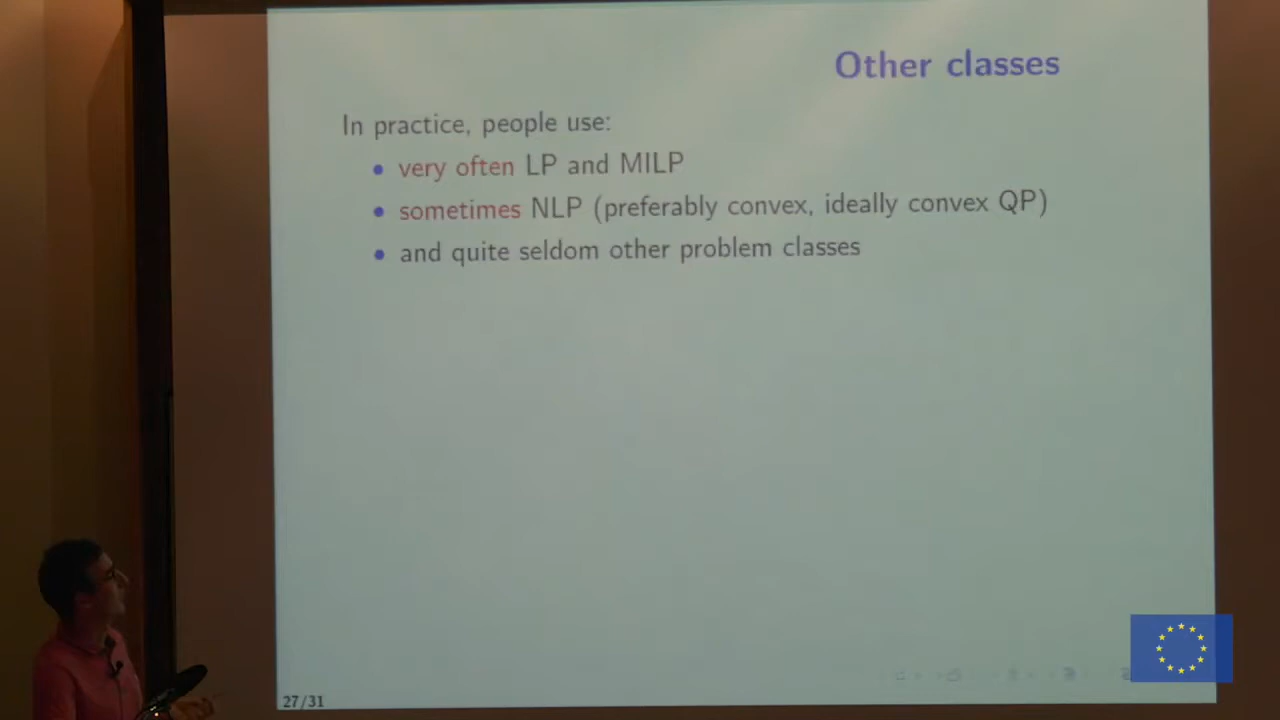 Other classes
In practice, people use:
• very often LP and MILP
• sometimes NLP (preferably convex, ideally convex QP)
• and quite seldom other problem classes
27/31